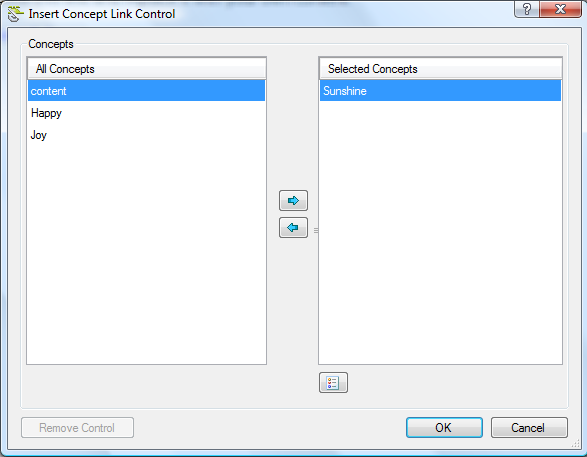 Insert Concept Link Control
?
Concepts
All Concepts
content
Happy
Joy
Selected Concepts
Sunshine
Remove Control
OK
Cancel